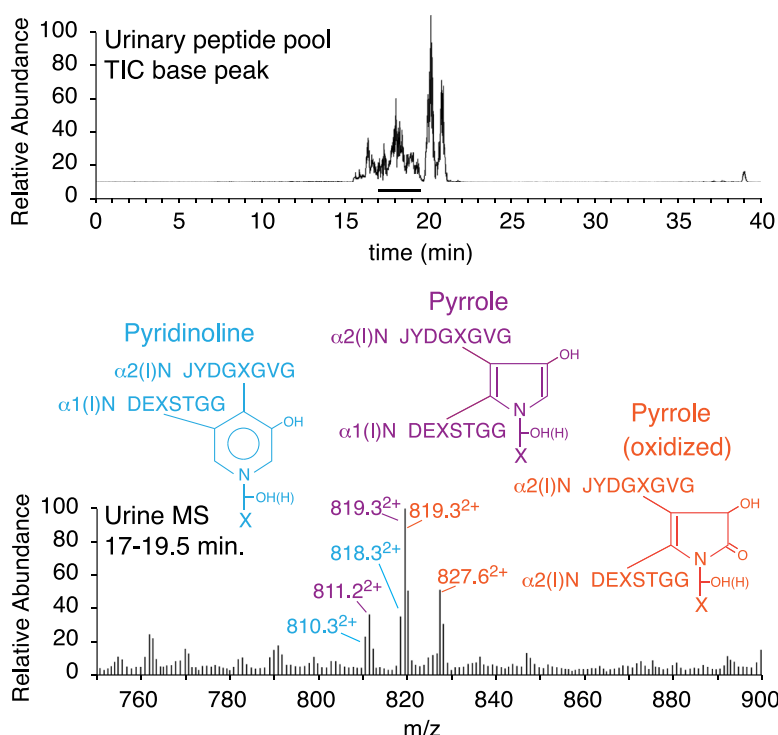 Urinary peptide pool
TIC base peak
Relative Abundance
100
80
60
40
20
0
0 5 10 15 20 25 30 35 40
time (min)
Pyridinoline
α2(I)N JYDGXGVG
α1(I)N DEXSTGG
OH
N
OH(H)
X
Pyrrole
α2(I)N JYDGXGVG
OH
α1(I)N DEXSTGG
N
OH(H)
X
Pyrrole
(oxidized)
α2(I)N JYDGXGVG
OH
O
α2(I)N DEXSTGG
N
OH(H)
X
Urine MS
17-19.5 min.
Relative Abundance
100
80
60
40
20
0
819.3²⁺
819.3²⁺
818.3²⁺
811.2²⁺
827.6²⁺
810.3²⁺
760 780 800 820 840 860 880 900
m/z